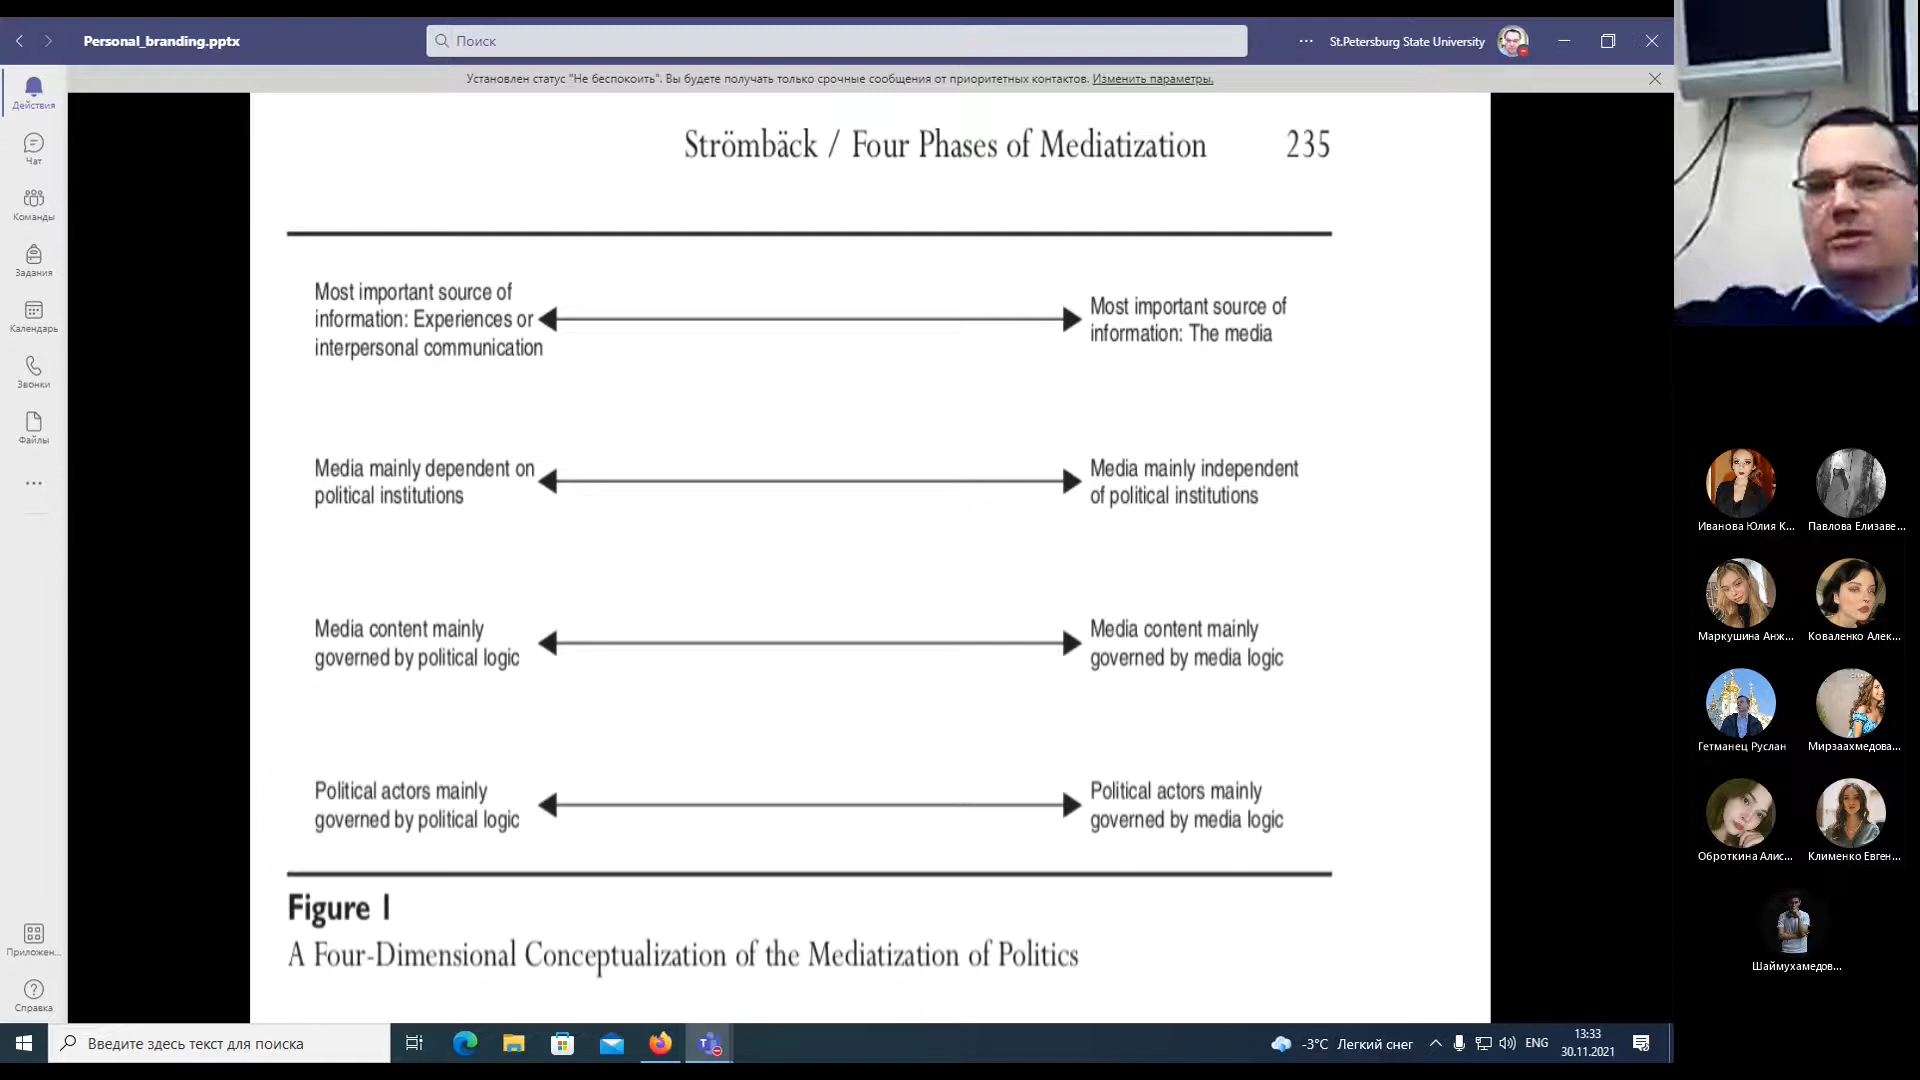 Personal_branding.pptx
Поиск
St.Petersburg State University
Установлен статус "Не беспокоить". Вы будете получать только срочные сообщения от приоритетных контактов. Изменить параметры.
Действия
Чат
Команды
Задания
Календарь
Звонки
Файлы
Приложен...
Справка
Strömbäck / Four Phases of Mediatization 235
Most important source of
information: Experiences or
interpersonal communication
Most important source of
information: The media
Media mainly dependent on
political institutions
Media mainly independent
of political institutions
Media content mainly
governed by political logic
Media content mainly
governed by media logic
Political actors mainly
governed by political logic
Political actors mainly
governed by media logic
Figure 1
A Four-Dimensional Conceptualization of the Mediatization of Politics
Иванова Юлия К...
Павлова Елизаве...
Маркушина Анж...
Коваленко Алек...
Гетманец Руслан
Мирзаахмедова...
Оброткина Алис...
Клименко Евген...
Шаймухамедов...
Введите здесь текст для поиска
-3°C Легкий снег
ENG
13:33
30.11.2021